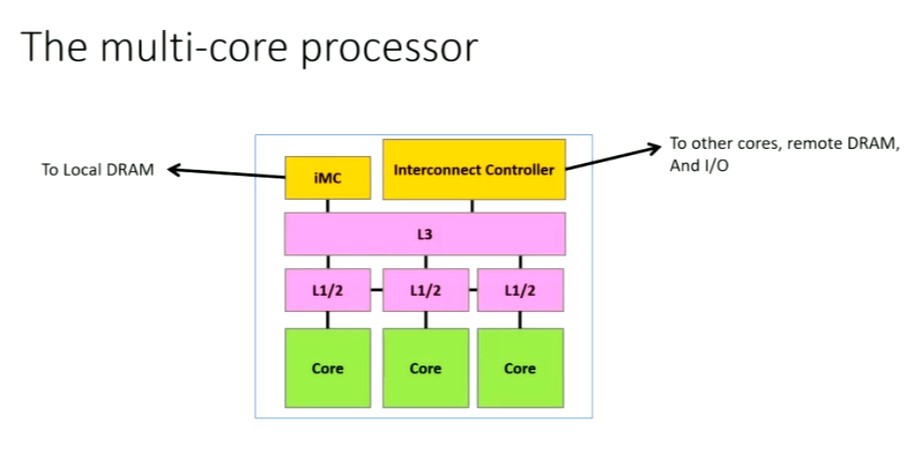 The multi-core processor
To Local DRAM
iMC
Interconnect Controller
To other cores, remote DRAM,
And I/O
L3
L1/2 L1/2 L1/2
Core Core Core